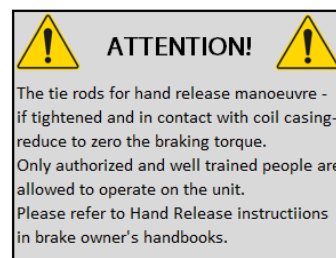 ATTENTION!
The tie rods for hand release manoeuvre -
if tightened and in contact with coil casing-
reduce to zero the braking torque.
Only authorized and well trained people are
allowed to operate on the unit.
Please refer to Hand Release instructiions
in brake owner's handbooks.